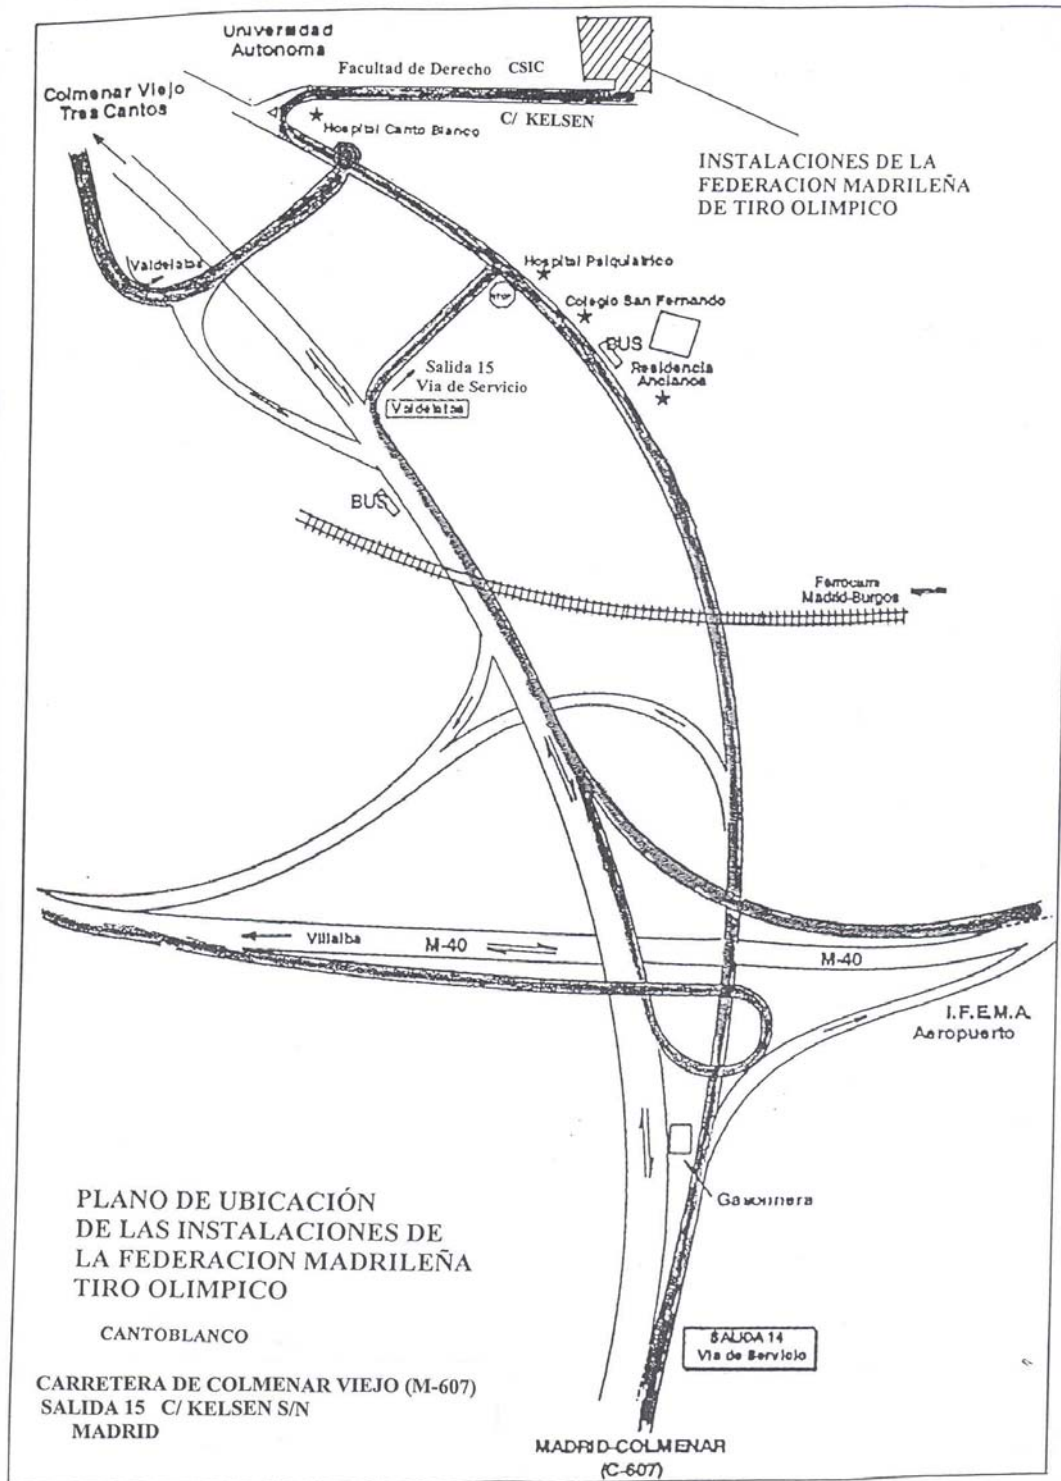 Universidad
Autonoma
Facultad de Derecho CSIC
Colmenar Viejo
Tres Cantos
C/ KELSEN
Hospital Canto Blanco
INSTALACIONES DE LA
FEDERACION MADRILEÑA
DE TIRO OLIMPICO
Valdelatas
Hospital Psiquiatrico
STOP
Colegio San Fernando
BUS
Residencia
Ancianos
Salida 15
Via de Servicio
Valdelatas
BUS
Ferrocarri
Madrid-Burgos
Villalba
M-40
M-40
I.F.E.M.A.
Aeropuerto
Gasolinera
PLANO DE UBICACIÓN
DE LAS INSTALACIONES DE
LA FEDERACION MADRILEÑA
TIRO OLIMPICO
CANTOBLANCO
SALIDA 14
Via de Servicio
CARRETERA DE COLMENAR VIEJO (M-607)
SALIDA 15 C/ KELSEN S/N
MADRID
MADRID-COLMENAR
(C-607)